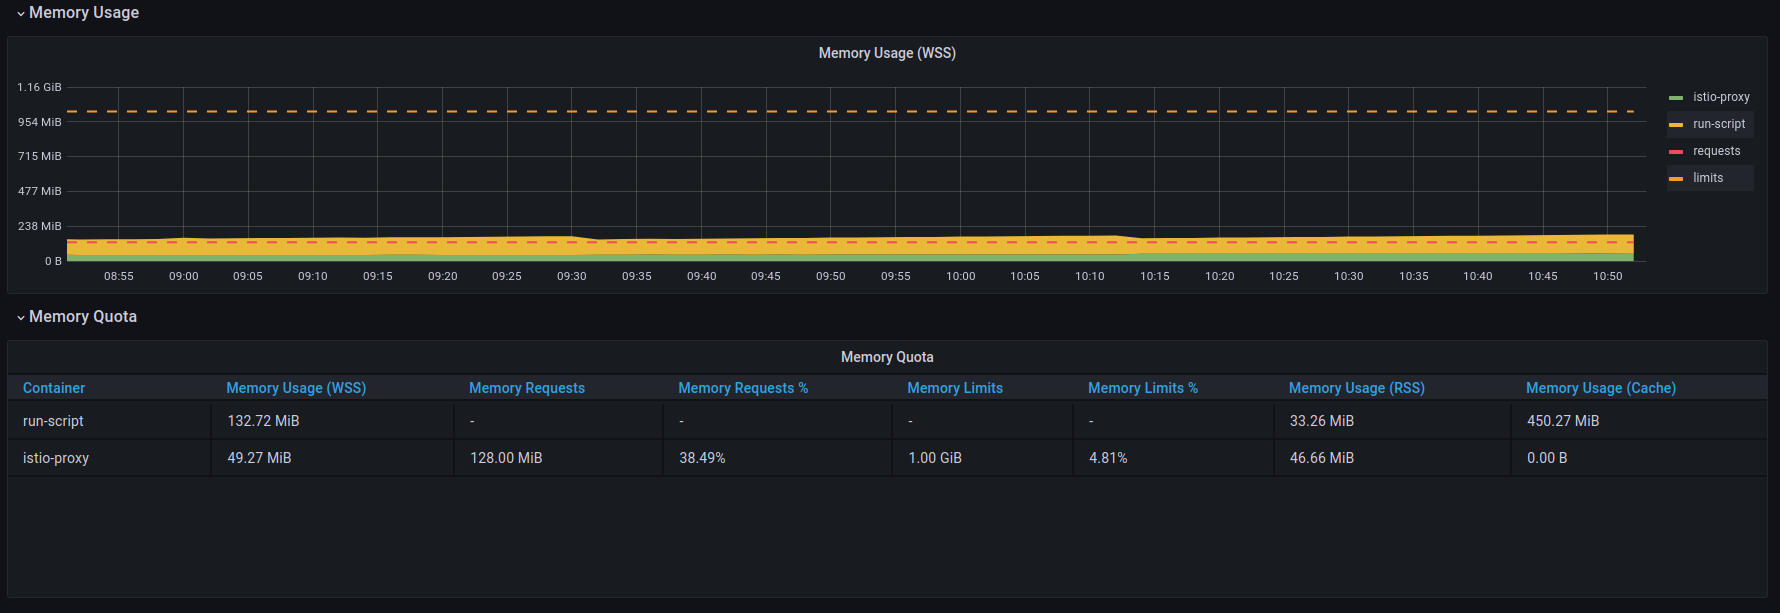 Memory Usage
Memory Usage (WSS)
1.16 GiB
954 MiB
715 MiB
477 MiB
238 MiB
0 B
08:55 09:00 09:05 09:10 09:15 09:20 09:25 09:30 09:35 09:40 09:45 09:50 09:55 10:00 10:05 10:10 10:15 10:20 10:25 10:30 10:35 10:40 10:45 10:50
istio-proxy
run-script
requests
limits
Memory Quota
Memory Quota
Container Memory Usage (WSS) Memory Requests Memory Requests % Memory Limits Memory Limits % Memory Usage (RSS) Memory Usage (Cache)
run-script 132.72 MiB - - - - 33.26 MiB 450.27 MiB
istio-proxy 49.27 MiB 128.00 MiB 38.49% 1.00 GiB 4.81% 46.66 MiB 0.00 B